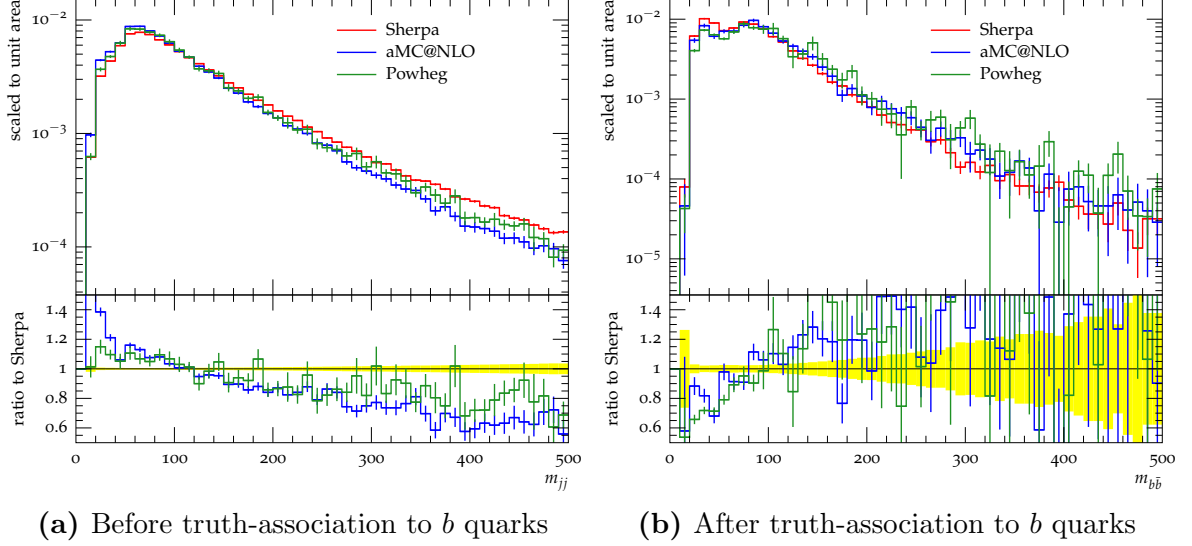 scaled to unit area
10−2
10−3
10−4
Sherpa
aMC@NLO
Powheg
ratio to Sherpa
1.4
1.2
1
0.8
0.6
0
100
200
300
400
500
mjj
(a) Before truth-association to b quarks
scaled to unit area
10−2
10−3
10−4
10−5
Sherpa
aMC@NLO
Powheg
ratio to Sherpa
1.4
1.2
1
0.8
0.6
0
100
200
300
400
500
mbb̄
(b) After truth-association to b quarks